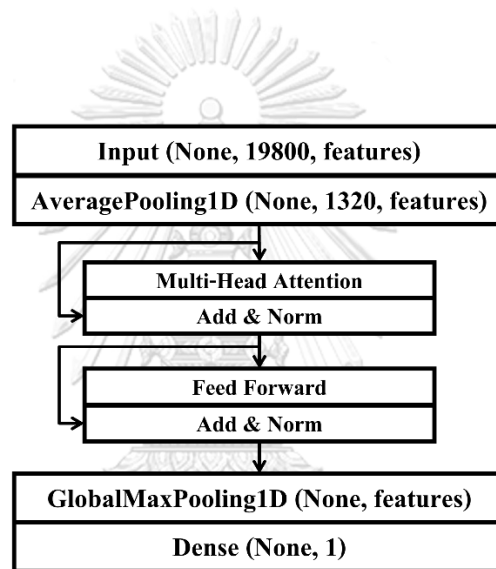 Input (None, 19800, features)
AveragePooling1D (None, 1320, features)
Multi-Head Attention
Add & Norm
Feed Forward
Add & Norm
GlobalMaxPooling1D (None, features)
Dense (None, 1)